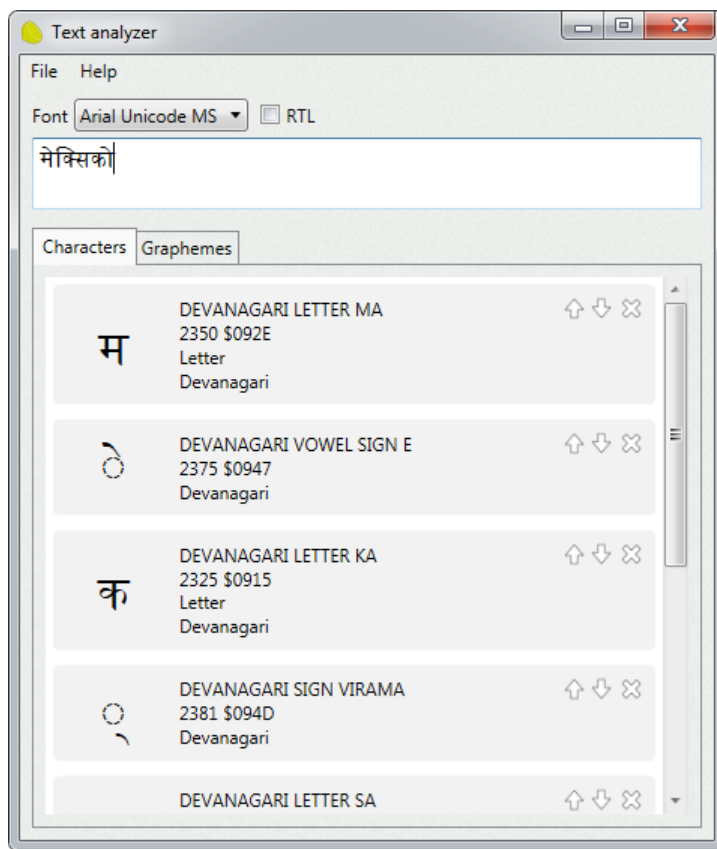 Text analyzer
File Help
Font Arial Unicode MS RTL
मेक्सिको
Characters Graphemes
म
DEVANAGARI LETTER MA
2350 $092E
Letter
Devanagari
े
DEVANAGARI VOWEL SIGN E
2375 $0947
Devanagari
क
DEVANAGARI LETTER KA
2325 $0915
Letter
Devanagari
्
DEVANAGARI SIGN VIRAMA
2381 $094D
Devanagari
DEVANAGARI LETTER SA